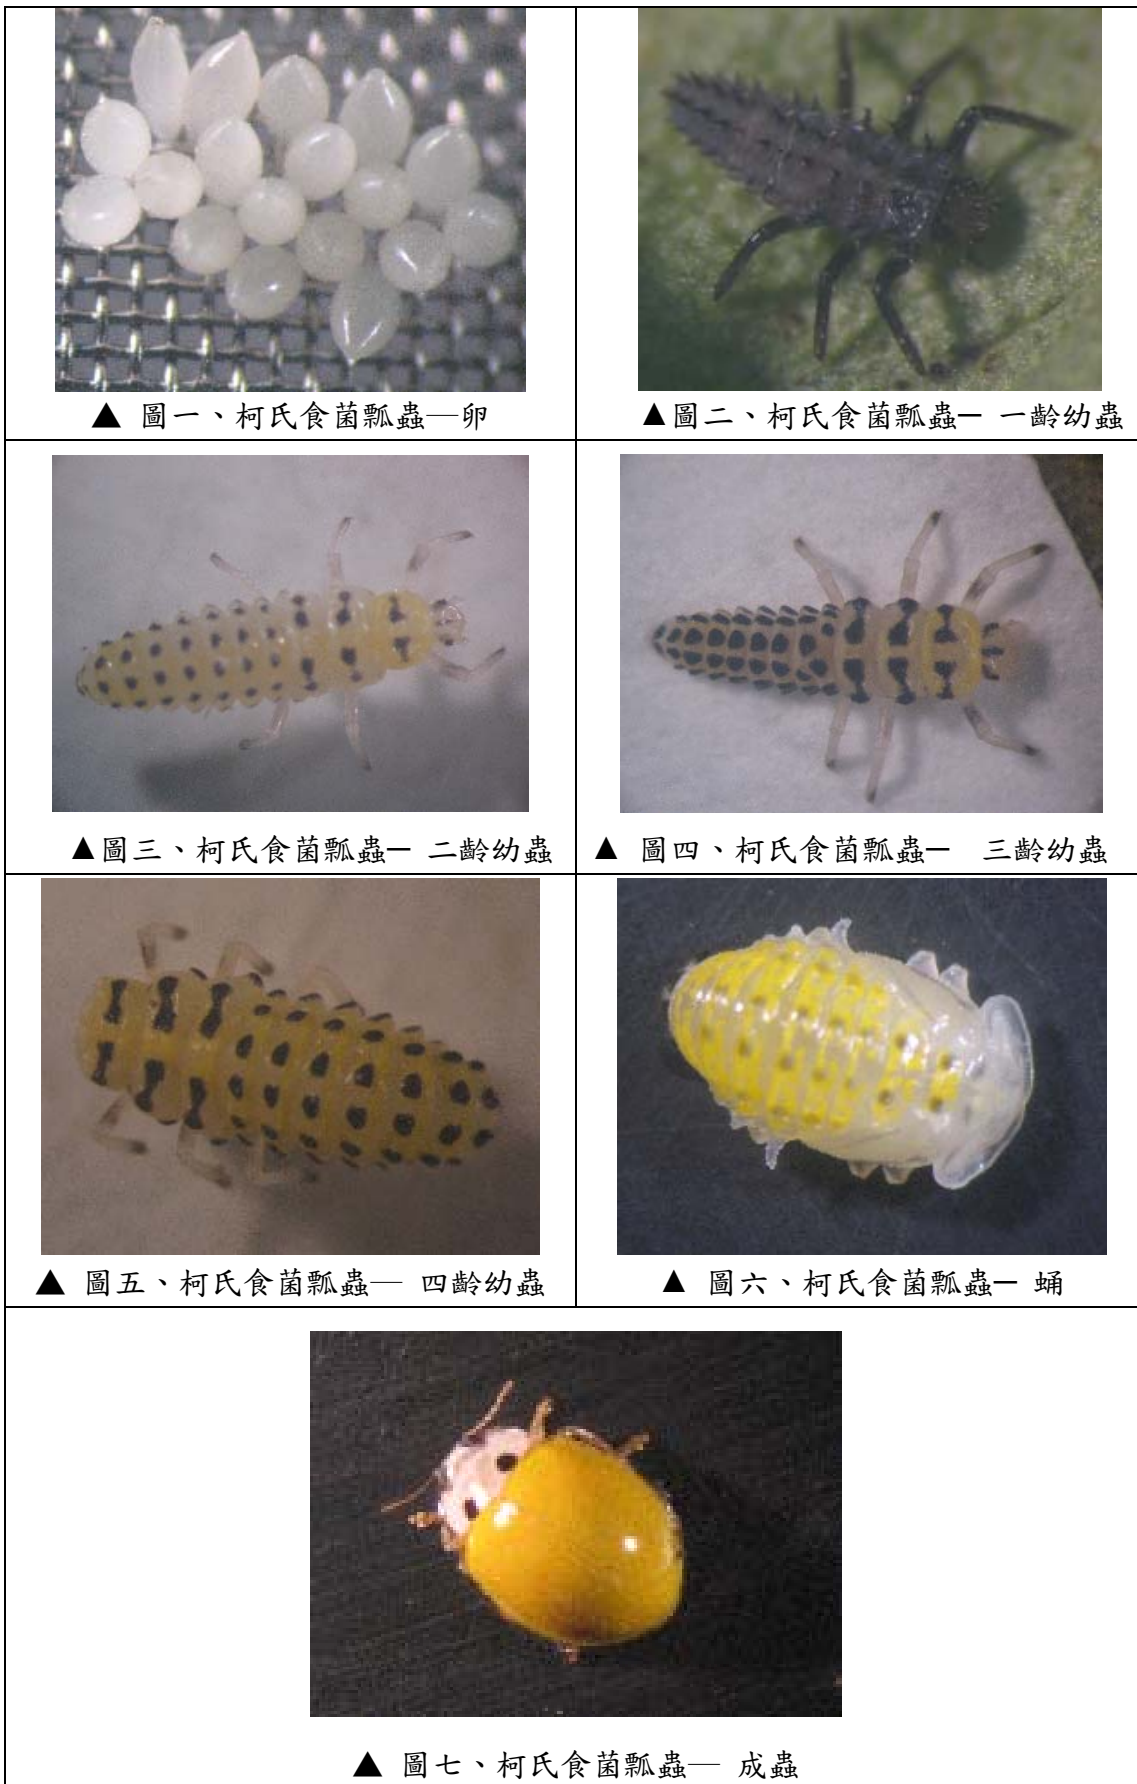 ▲ 圖一、柯氏食菌瓢蟲—卵
▲圖二、柯氏食菌瓢蟲— 一齡幼蟲
▲圖三、柯氏食菌瓢蟲— 二齡幼蟲
▲ 圖四、柯氏食菌瓢蟲— 三齡幼蟲
▲ 圖五、柯氏食菌瓢蟲— 四齡幼蟲
▲ 圖六、柯氏食菌瓢蟲— 蛹
▲ 圖七、柯氏食菌瓢蟲— 成蟲